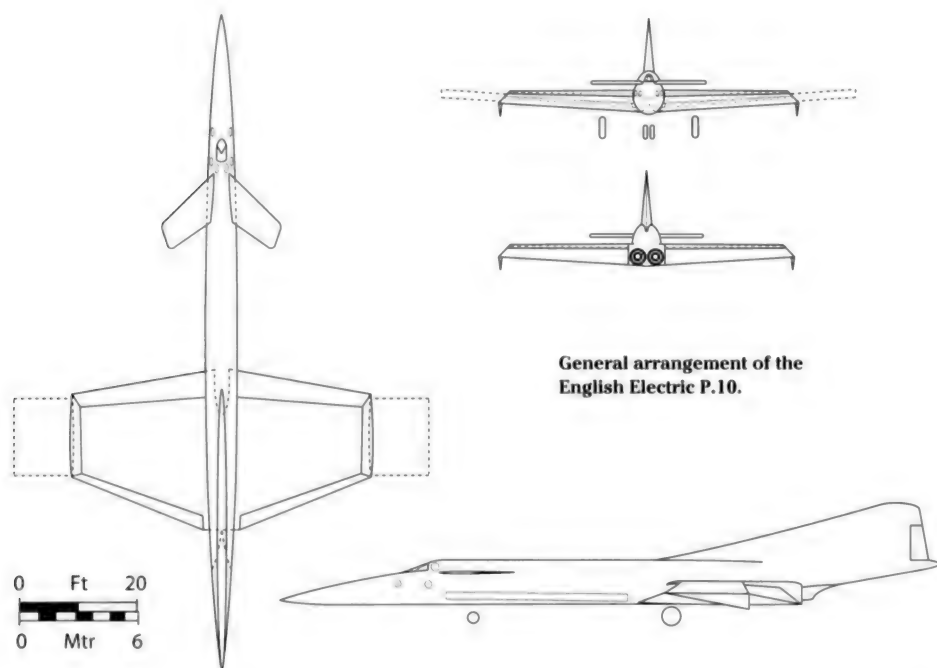 General arrangement of the
English Electric P.10.
0 Ft 20
0 Mtr 6